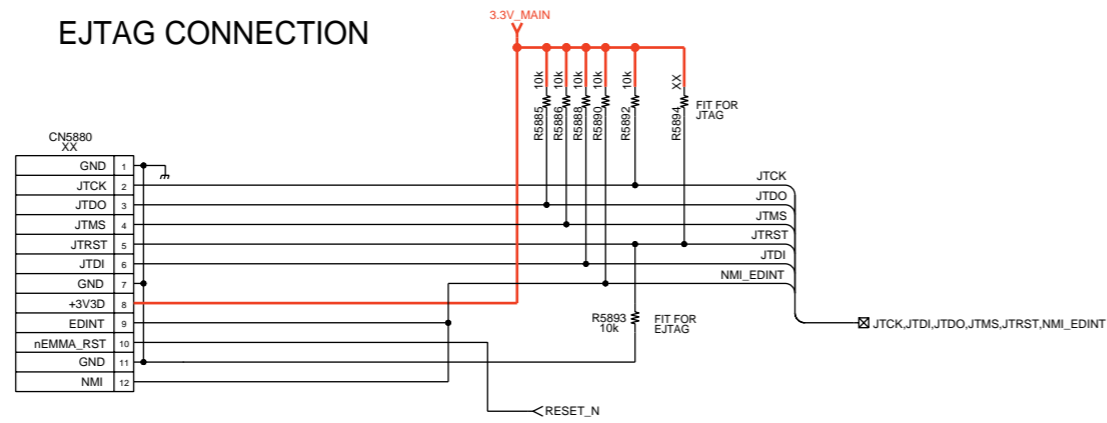 EJTAG CONNECTION
3.3V_MAIN
10k
10k
10k
10k
10k
XX
R5885
R5886
R5888
R5890
R5892
R5894
FIT FOR
JTAG
CN5880
XX
GND 1
JTCK 2
JTDO 3
JTMS 4
JTRST 5
JTDI 6
GND 7
+3V3D 8
EDINT 9
nEMMA_RST 10
GND 11
NMI 12
JTCK
JTDO
JTMS
JTRST
JTDI
NMI_EDINT
R5893
10k
FIT FOR
EJTAG
JTCK,JTDI,JTDO,JTMS,JTRST,NMI_EDINT
RESET_N